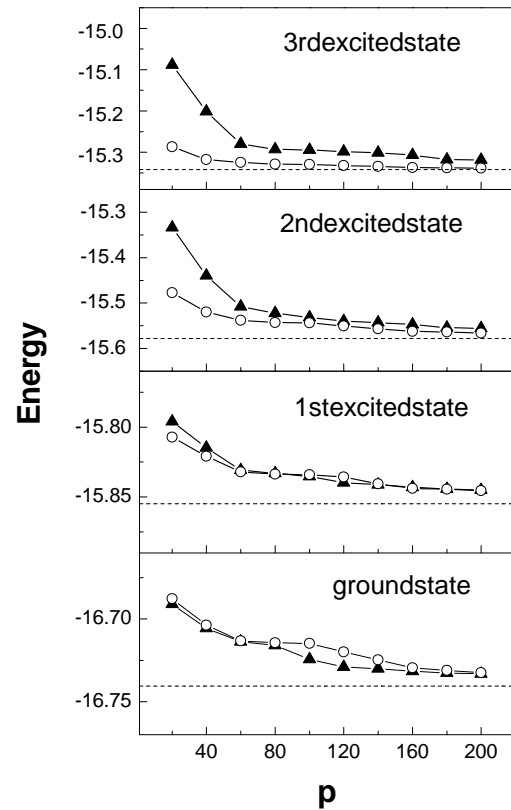 -15.0
3rdexcitedstate
-15.1
-15.2
-15.3
-15.3
2ndexcitedstate
-15.4
-15.5
-15.6
Energy
-15.80
1stexcitedstate
-15.85
-16.70
groundstate
-16.75
40 80 120 160 200
p